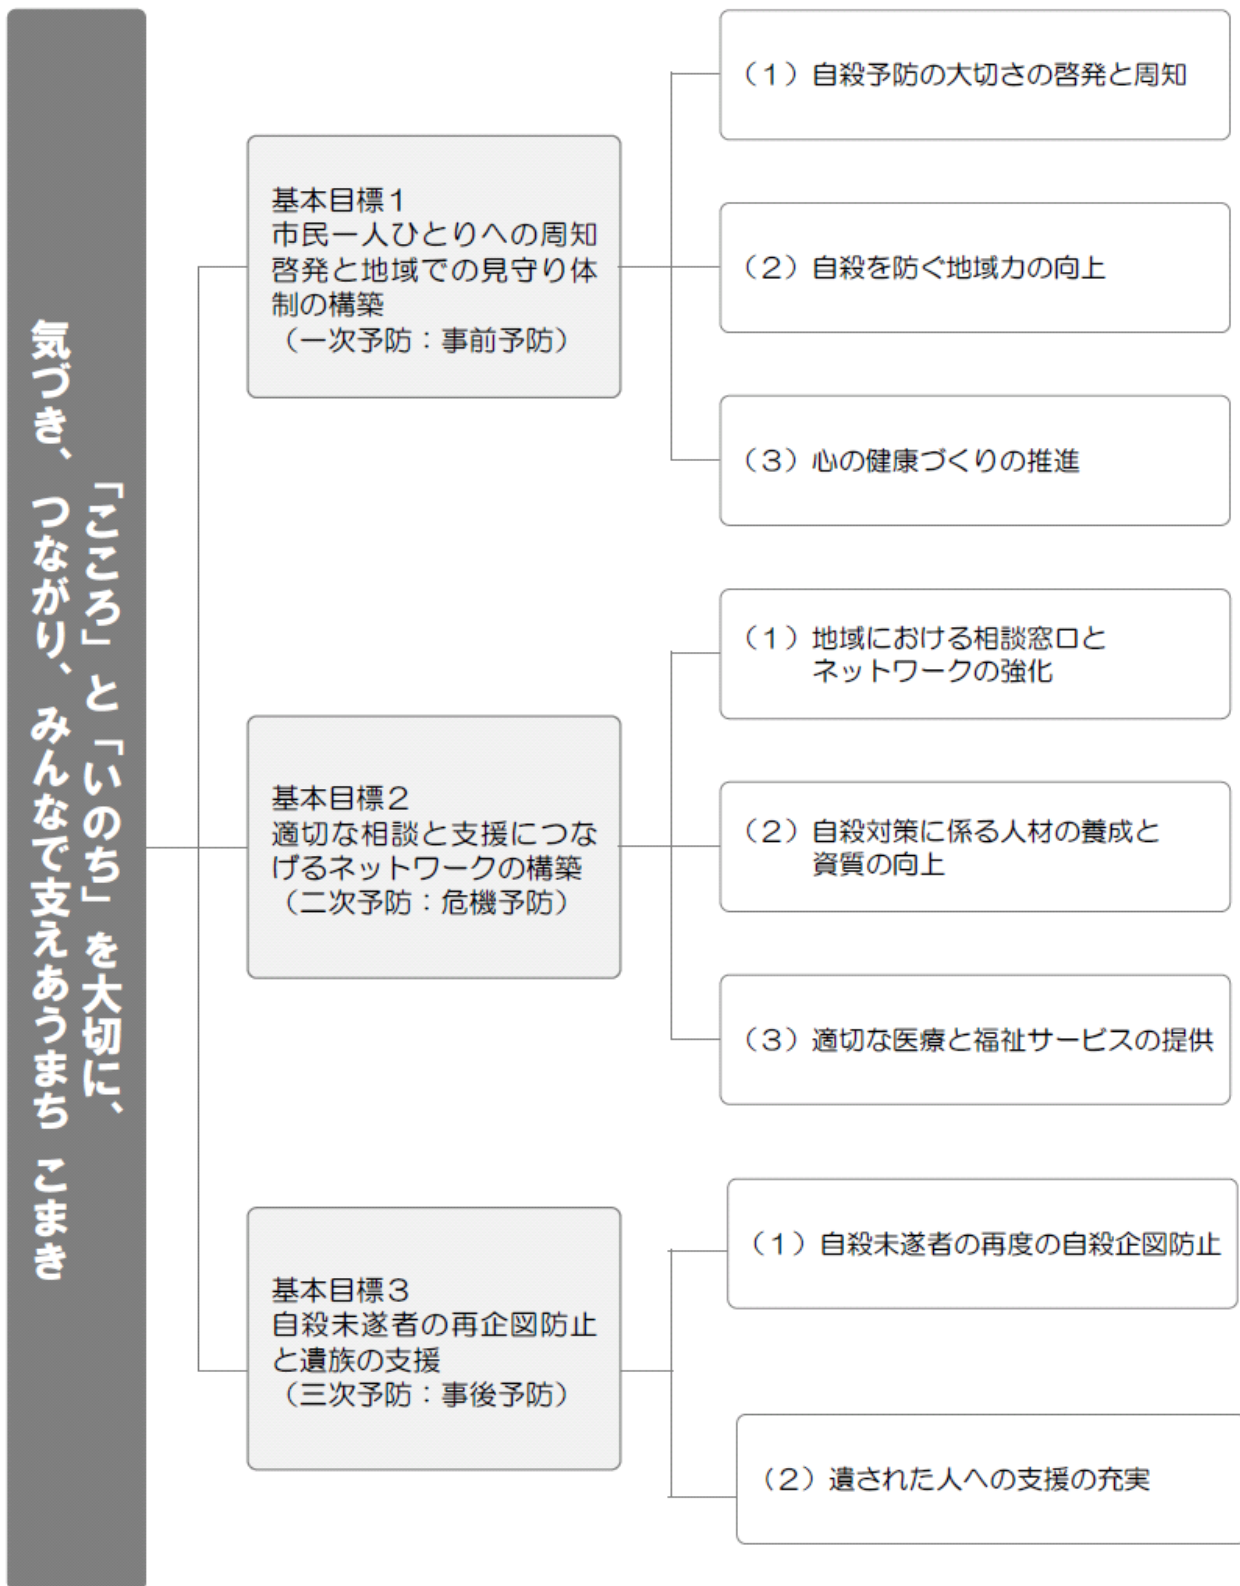 「こころ」と「いのち」を大切に、
気づき、つながり、みんなで支えあうまち こまき
基本目標１
市民一人ひとりへの周知
啓発と地域での見守り体
制の構築
（一次予防：事前予防）
（１）自殺予防の大切さの啓発と周知
（２）自殺を防ぐ地域力の向上
（３）心の健康づくりの推進
基本目標２
適切な相談と支援につな
げるネットワークの構築
（二次予防：危機予防）
（１）地域における相談窓口と
ネットワークの強化
（２）自殺対策に係る人材の養成と
資質の向上
（３）適切な医療と福祉サービスの提供
基本目標３
自殺未遂者の再企図防止
と遺族の支援
（三次予防：事後予防）
（１）自殺未遂者の再度の自殺企図防止
（２）遺された人への支援の充実